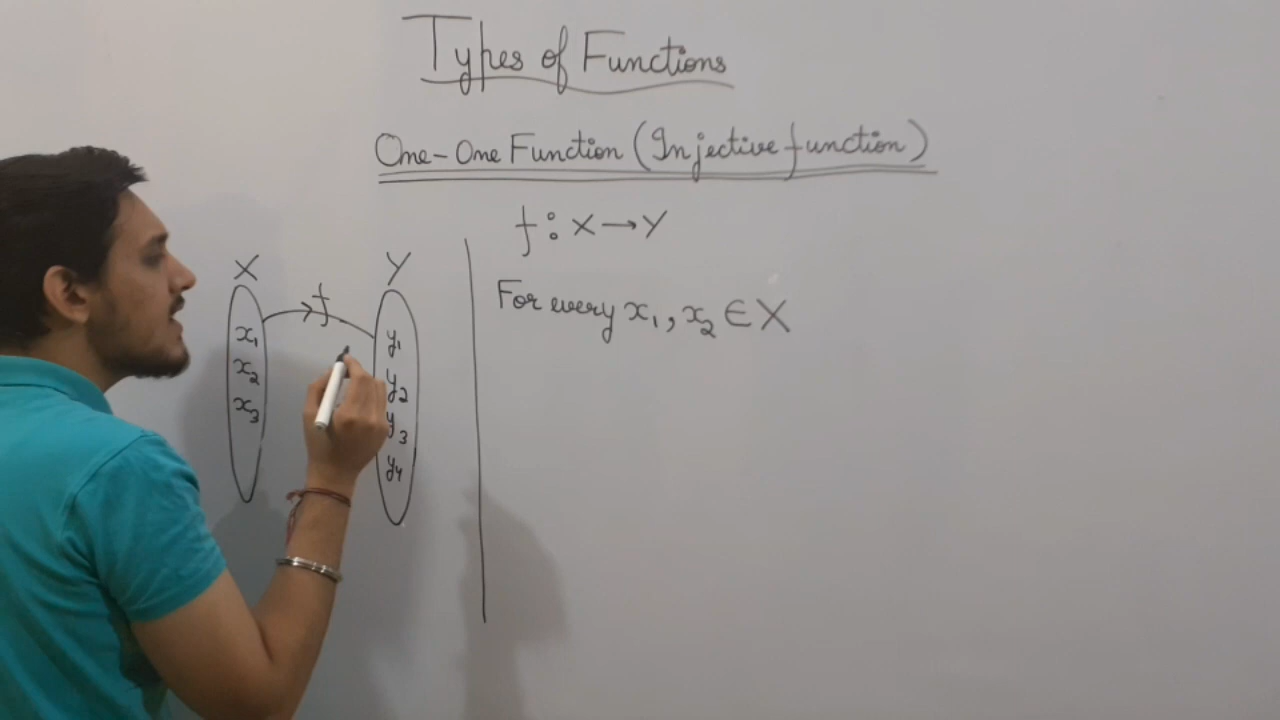 Types of Functions
One-One Function (Injective function)
f : X → Y
X f Y
x₁ y₁
x₂ y₂
x₃ y₃
y₄
For every x₁, x₂ ∈ X